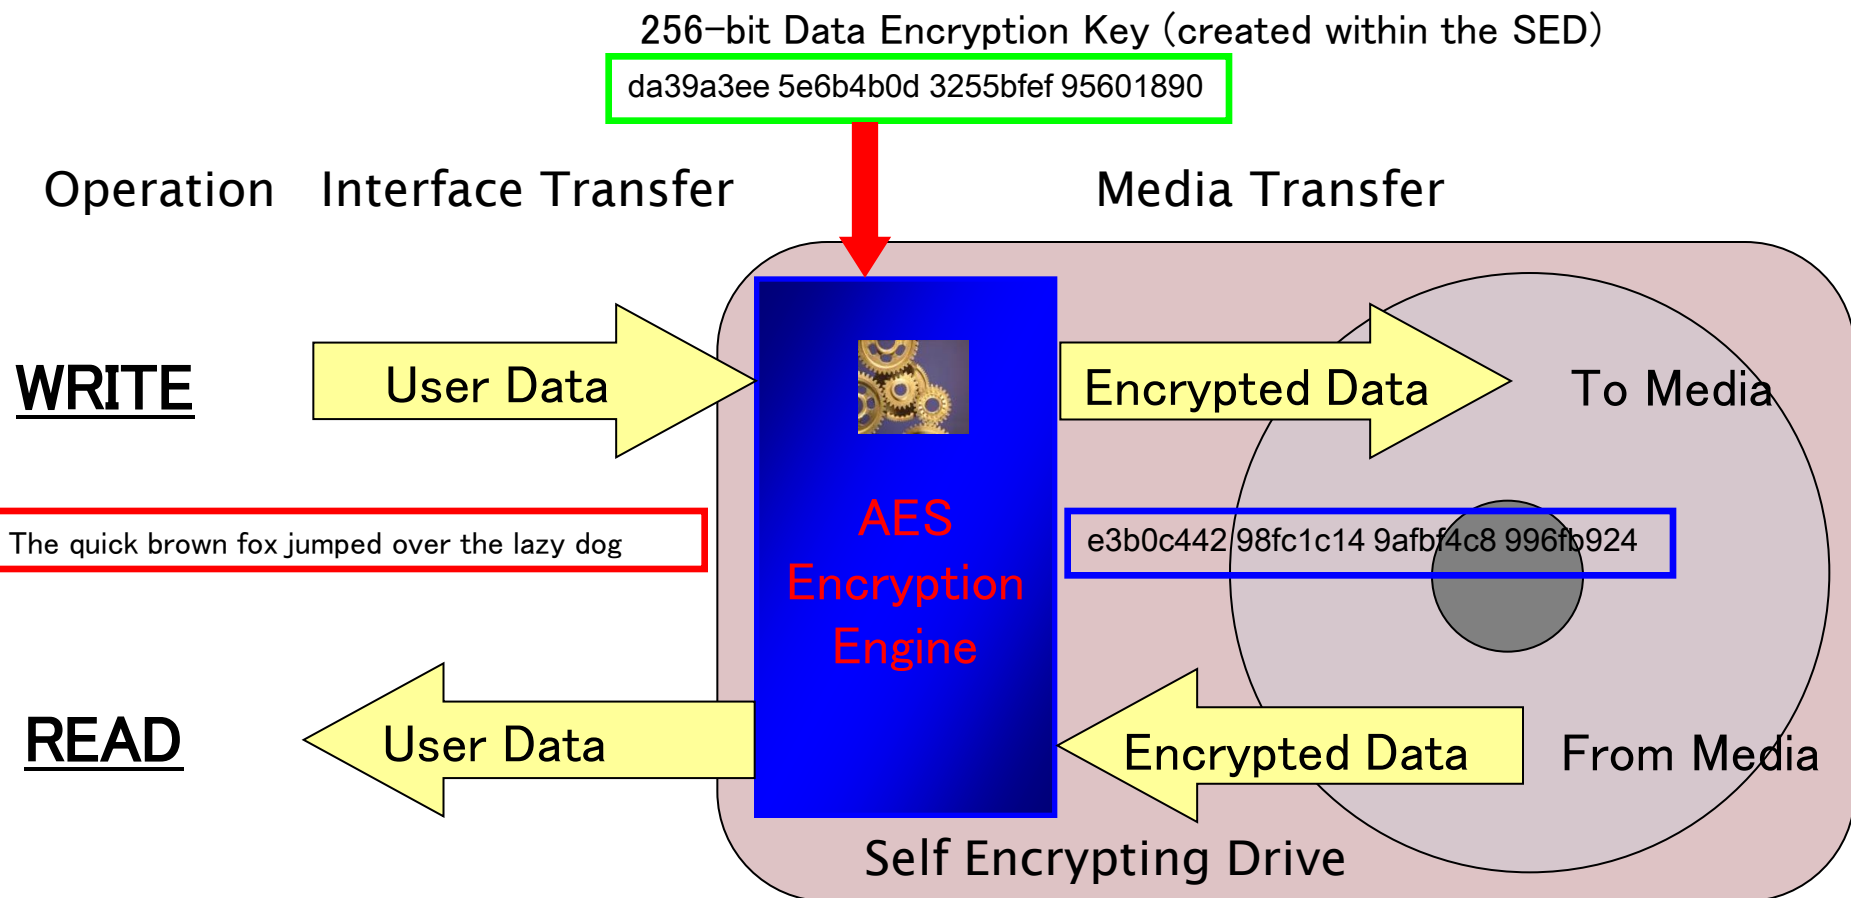 256-bit Data Encryption Key (created within the SED)
da39a3ee 5e6b4b0d 3255bfef 95601890
Operation Interface Transfer Media Transfer
WRITE User Data Encrypted Data To Media
The quick brown fox jumped over the lazy dog
AES
Encryption
Engine
e3b0c442 98fc1c14 9afbf4c8 996fb924
READ User Data Encrypted Data From Media
Self Encrypting Drive